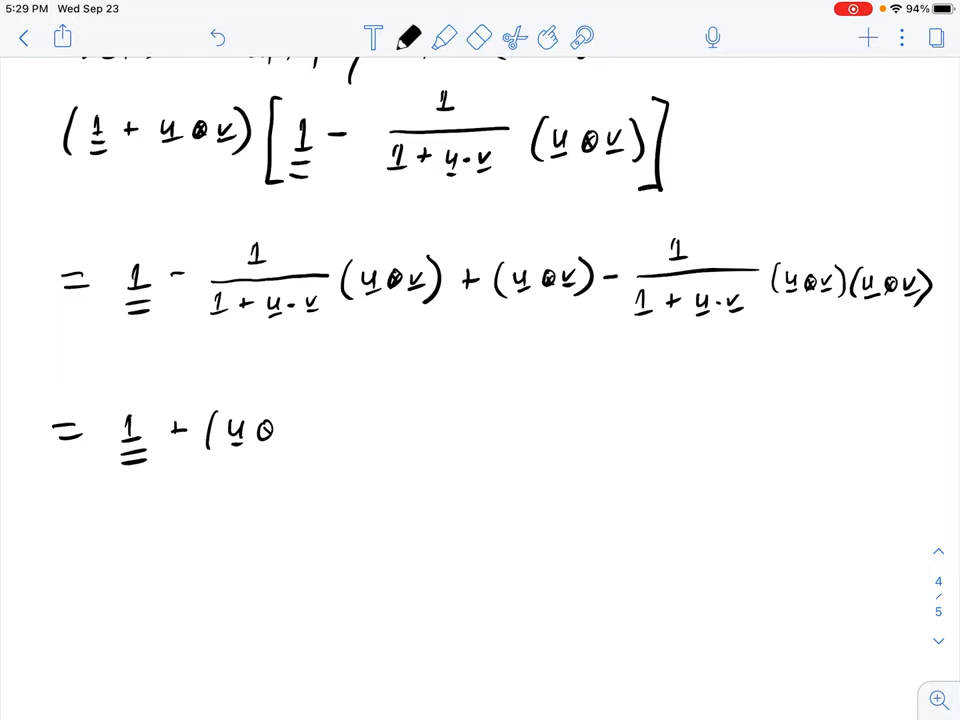 5:29 PM Wed Sep 23 94%
T
(1 + u ⊗ v) [ 1 - 1 / (1 + u · v) (u ⊗ v) ]
= 1 - 1 / (1 + u · v) (u ⊗ v) + (u ⊗ v) - 1 / (1 + u · v) (u ⊗ v)(u ⊗ v)
= 1 + (u ⊗
4
/
5